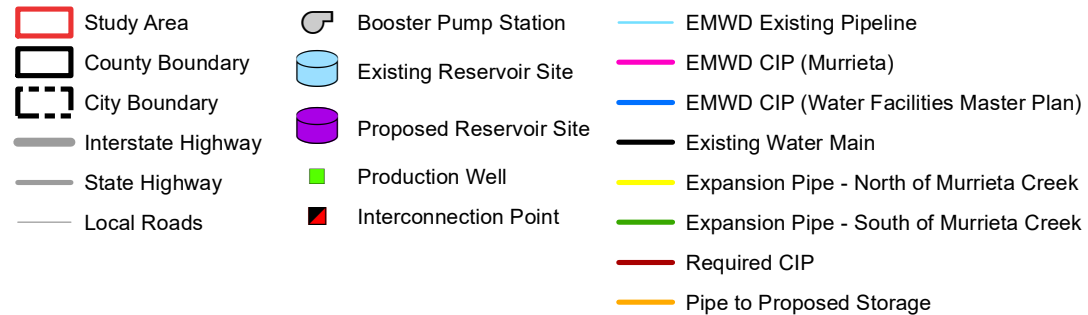 Study Area
County Boundary
City Boundary
Interstate Highway
State Highway
Local Roads
Booster Pump Station
Existing Reservoir Site
Proposed Reservoir Site
Production Well
Interconnection Point
EMWD Existing Pipeline
EMWD CIP (Murrieta)
EMWD CIP (Water Facilities Master Plan)
Existing Water Main
Expansion Pipe - North of Murrieta Creek
Expansion Pipe - South of Murrieta Creek
Required CIP
Pipe to Proposed Storage